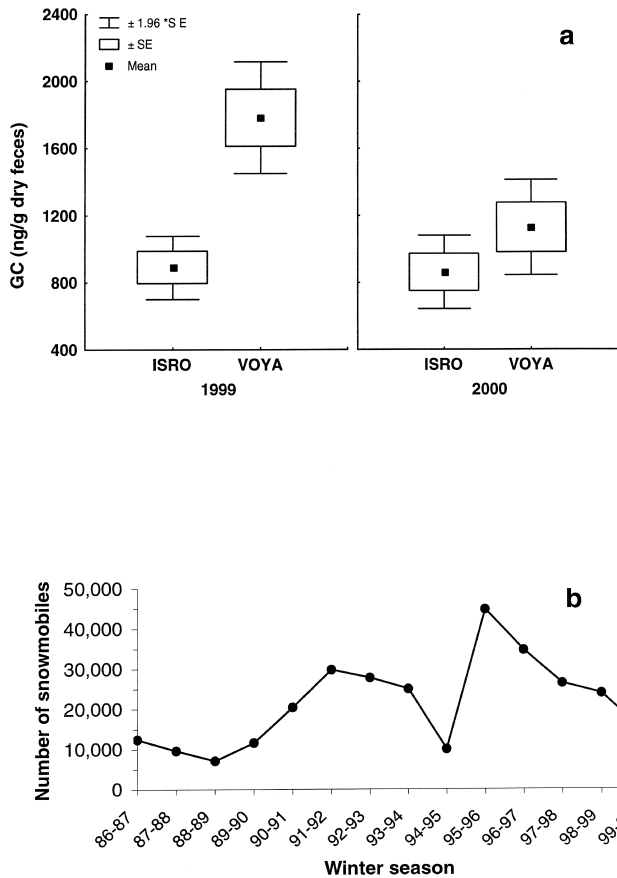 2400
2000
1600
1200
800
400
GC (ng/g dry feces)
± 1.96 *S E
± SE
Mean
a
ISRO VOYA ISRO VOYA
1999 2000
b
50,000
40,000
30,000
20,000
10,000
0
Number of snowmobiles
86-87 87-88 88-89 89-90 90-91 91-92 92-93 93-94 94-95 95-96 96-97 97-98 98-99 99-
Winter season